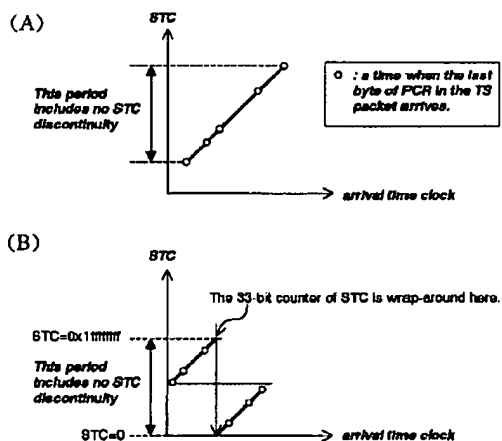 (A)
STC
This period
includes no STC
discontinuity
o : a time when the last
byte of PCR in the TS
packet arrives.
arrival time clock
(B)
STC
The 33-bit counter of STC is wrap-around here.
STC=0x1ffffffff
This period
includes no STC
discontinuity
STC=0
arrival time clock